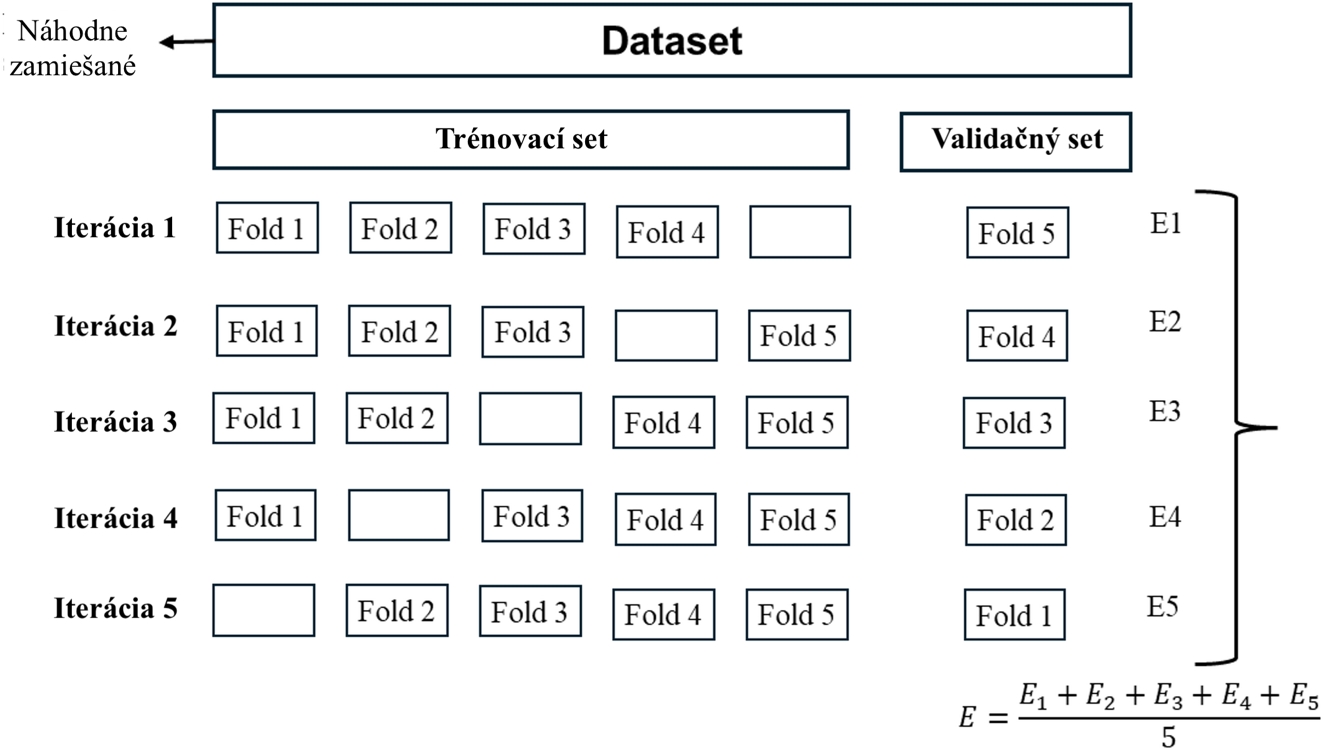 Náhodne
zamiešané
Dataset
Trénovací set
Validačný set
Iterácia 1 Fold 1 Fold 2 Fold 3 Fold 4 Fold 5 E1
Iterácia 2 Fold 1 Fold 2 Fold 3 Fold 5 Fold 4 E2
Iterácia 3 Fold 1 Fold 2 Fold 4 Fold 5 Fold 3 E3
Iterácia 4 Fold 1 Fold 3 Fold 4 Fold 5 Fold 2 E4
Iterácia 5 Fold 2 Fold 3 Fold 4 Fold 5 Fold 1 E5
E = (E₁ + E₂ + E₃ + E₄ + E₅) / 5